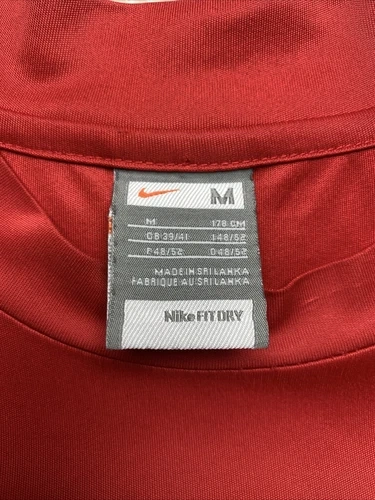 M
M 178 CM
GB 39/41 I 48/52
F 48/52 D 48/52
MADE IN SRI LANKA
FABRIQUE AU SRI LANKA
Nike FIT DRY